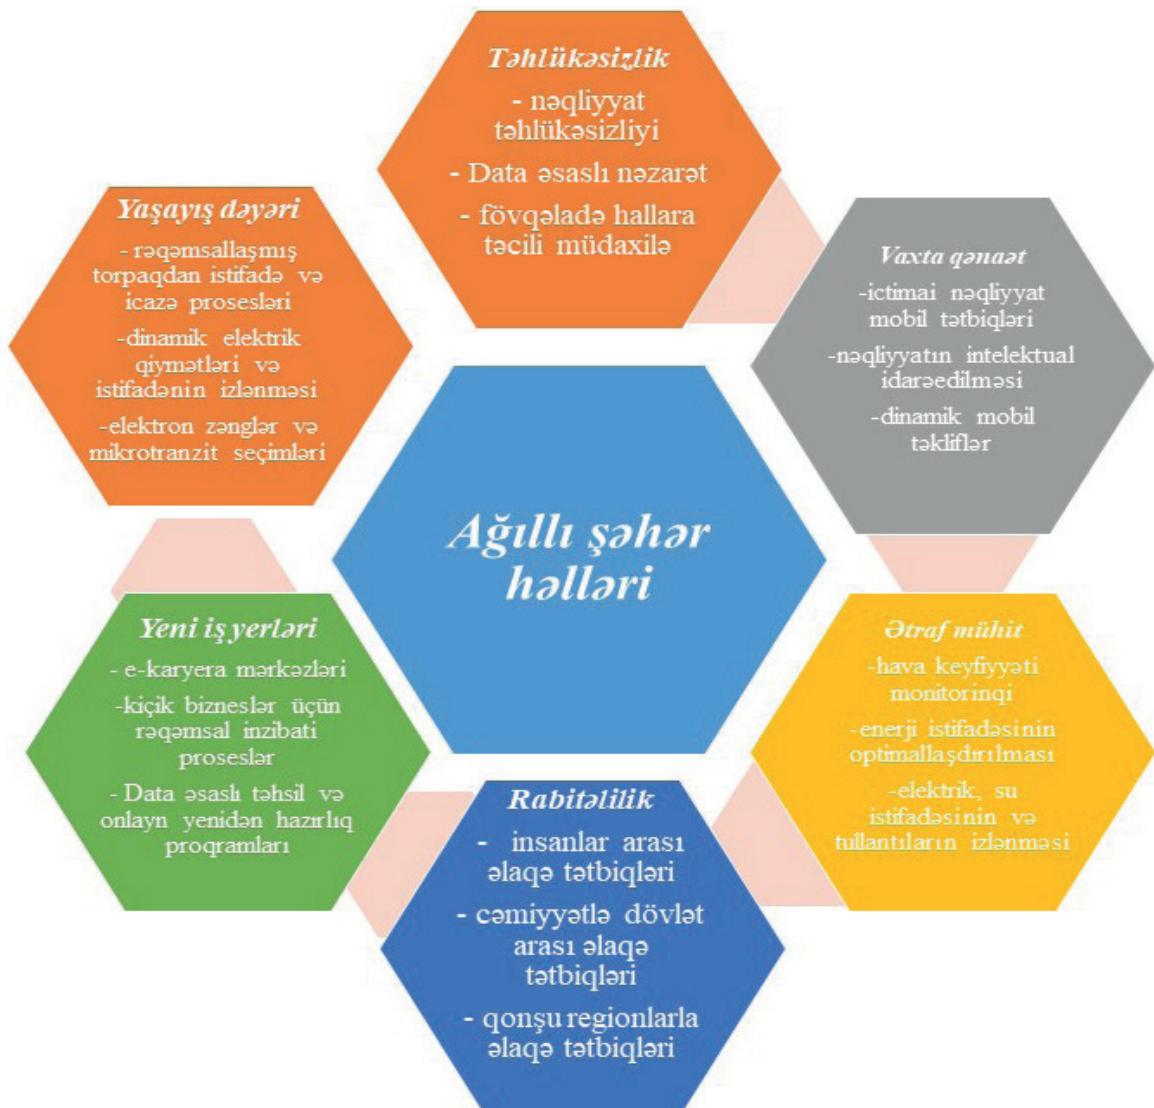 Təhlükəsizlik
- nəqliyyat
təhlükəsizliyi
- Data əsaslı nəzarət
- fövqəladə hallara
təcili müdaxilə
Vaxta qənaət
-ictimai nəqliyyat
mobil tətbiqləri
-nəqliyyatın intelektual
idarəedilməsi
-dinamik mobil
təkliflər
Ətraf mühit
-hava keyfiyyəti
monitorinqi
-enerji istifadəsinin
optimallaşdırılması
-elektrik, su
istifadəsinin və
tullantıların izlənməsi
Rabitəlilik
- insanlar arası
əlaqə tətbiqləri
- cəmiyyətlə dövlət
arası əlaqə
tətbiqləri
- qonşu regionlarla
əlaqə tətbiqləri
Yeni iş yerləri
- e-karyera mərkəzləri
-kiçik bizneslər üçün
rəqəmsal inzibati
proseslər
- Data əsaslı təhsil və
onlayn yenidən hazırlıq
proqramları
Yaşayış dəyəri
- rəqəmsallaşmış
torpaqdan istifadə və
icazə prosesləri
-dinamik elektrik
qiymətləri və
istifadənin izlənməsi
-elektron zənglər və
mikrotranzit seçimləri
Ağıllı şəhər
həlləri